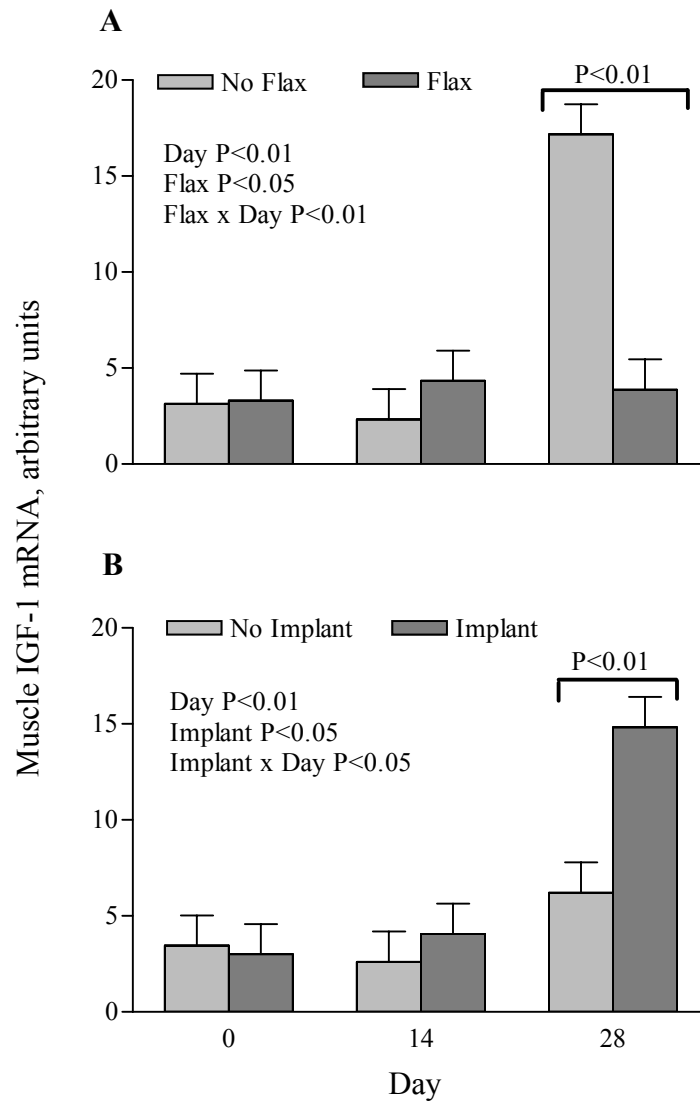 A
No Flax Flax
P<0.01
Day P<0.01
Flax P<0.05
Flax x Day P<0.01
20
15
10
5
0
Muscle IGF-1 mRNA, arbitrary units
B
No Implant Implant
P<0.01
Day P<0.01
Implant P<0.05
Implant x Day P<0.05
20
15
10
5
0
0 14 28
Day